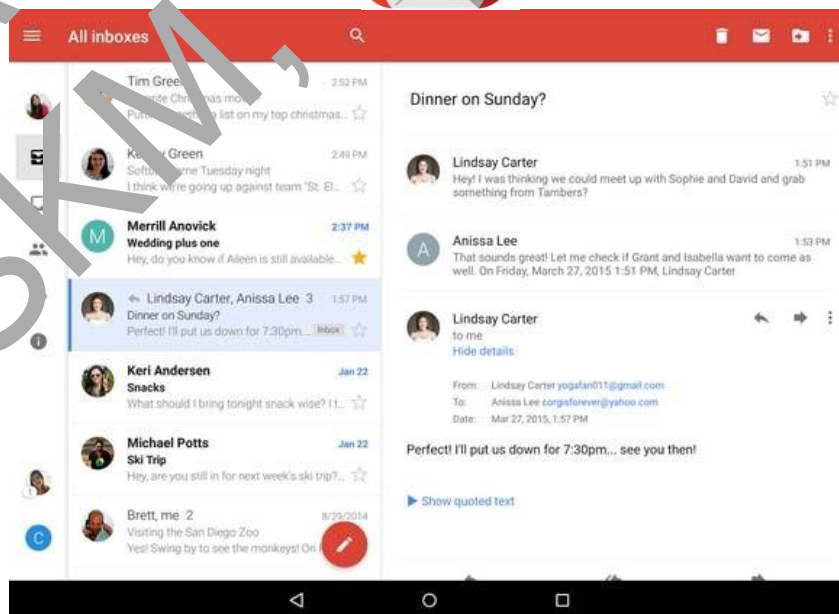 All inboxes
Tim Gree
2:52 PM
list on my top christmas...
Green
2:49 PM
Tuesday night
I think we're going up against team "St. El...
M
Merrill Anovick
2:37 PM
Wedding plus one
Hey, do you know if Aileen is still available...
Lindsay Carter, Anissa Lee 3
1:57 PM
Dinner on Sunday?
Perfect! I'll put us down for 7:30pm...
Inbox
Keri Andersen
Jan 22
Snacks
What should I bring tonight snack wise? I t...
Michael Potts
Jan 22
Ski Trip
Hey, are you still in for next week's ski trip?...
Brett, me 2
8/29/2014
Visiting the San Diego Zoo
Yes! Swing by to see the monkeys! On
1
C
Dinner on Sunday?
Lindsay Carter
1:51 PM
Hey! I was thinking we could meet up with Sophie and David and grab
something from Tambers?
A
Anissa Lee
1:53 PM
That sounds great! Let me check if Grant and Isabella want to come as
well. On Friday, March 27, 2015 1:51 PM, Lindsay Carter
Lindsay Carter
to me
Hide details
From: Lindsay Carter yogafan011@gmail.com
To: Anissa Lee corgisforever@yahoo.com
Date: Mar 27, 2015, 1:57 PM
Perfect! I'll put us down for 7:30pm... see you then!
Show quoted text